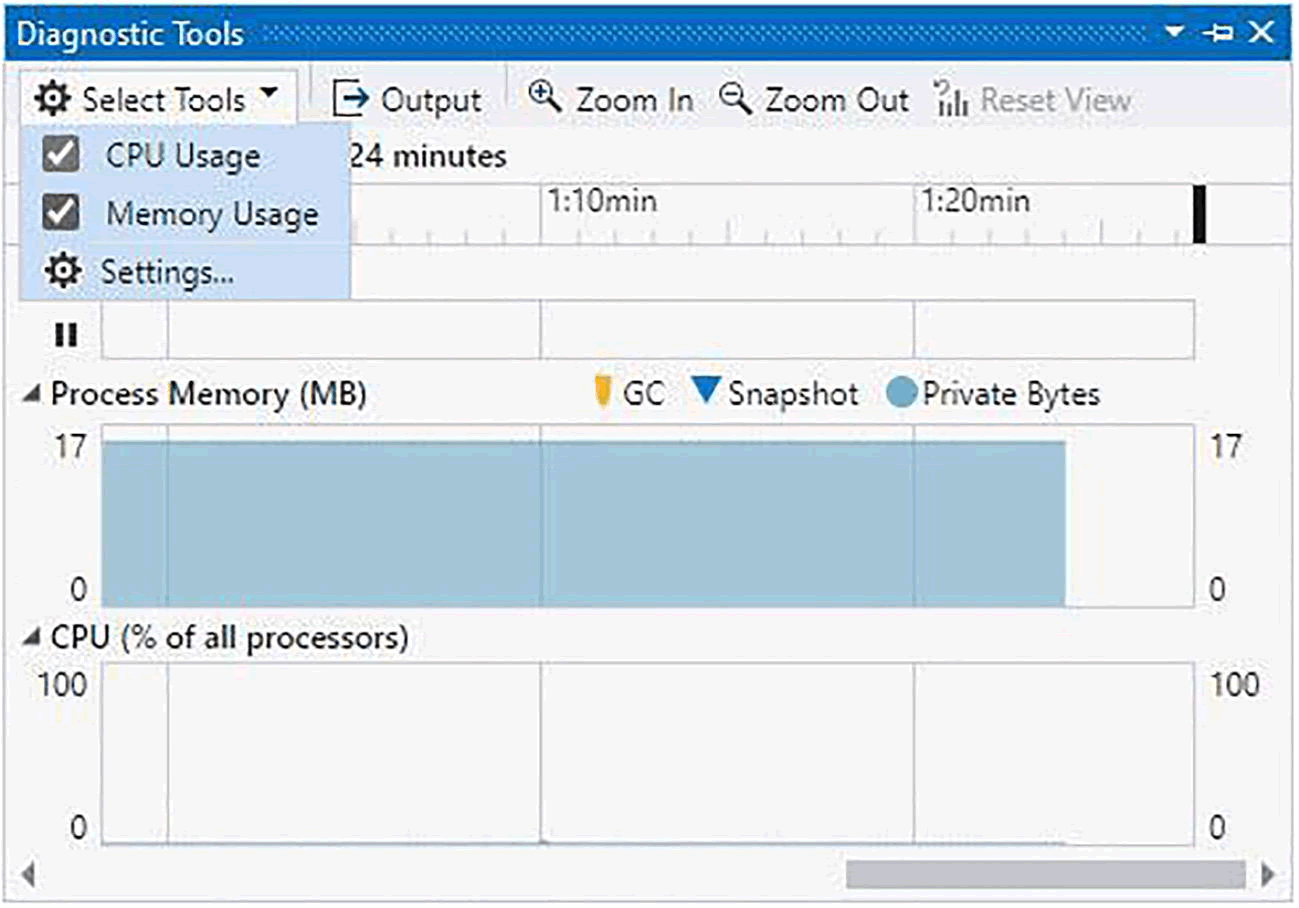 Diagnostic Tools
Select Tools Output Zoom In Zoom Out Reset View
CPU Usage 24 minutes
Memory Usage 1:10min 1:20min
Settings...
Process Memory (MB) GC Snapshot Private Bytes
17 17
0 0
CPU (% of all processors)
100 100
0 0